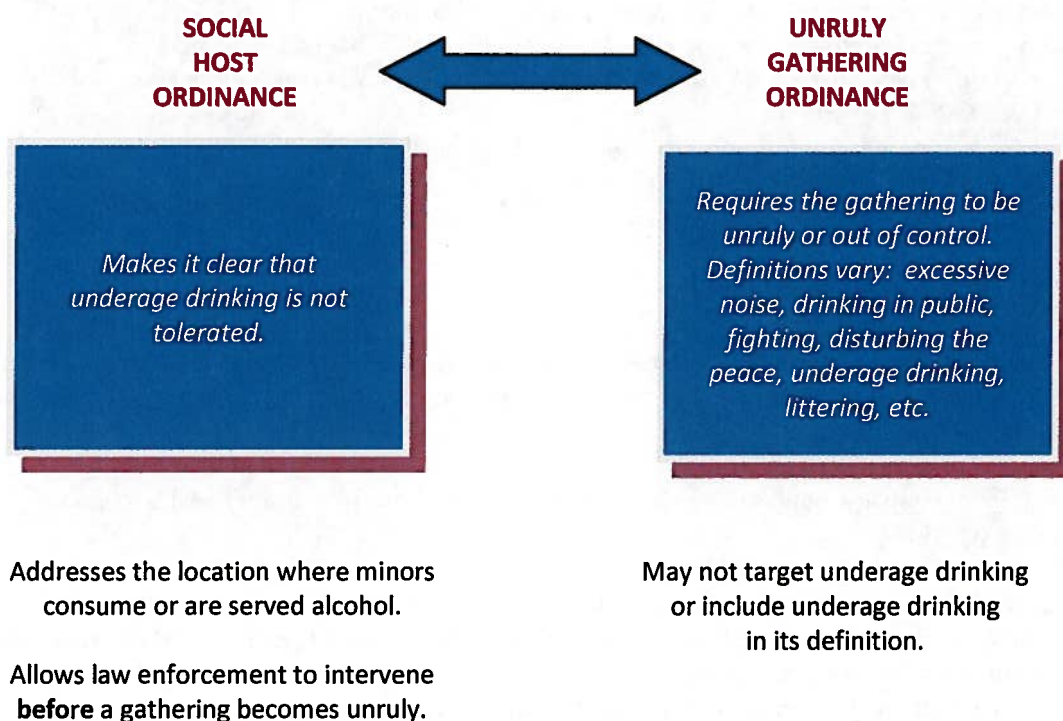 SOCIAL
HOST
ORDINANCE
UNRULY
GATHERING
ORDINANCE
Makes it clear that
underage drinking is not
tolerated.
Requires the gathering to be
unruly or out of control.
Definitions vary: excessive
noise, drinking in public,
fighting, disturbing the
peace, underage drinking,
littering, etc.
Addresses the location where minors
consume or are served alcohol.
Allows law enforcement to intervene
before a gathering becomes unruly.
May not target underage drinking
or include underage drinking
in its definition.